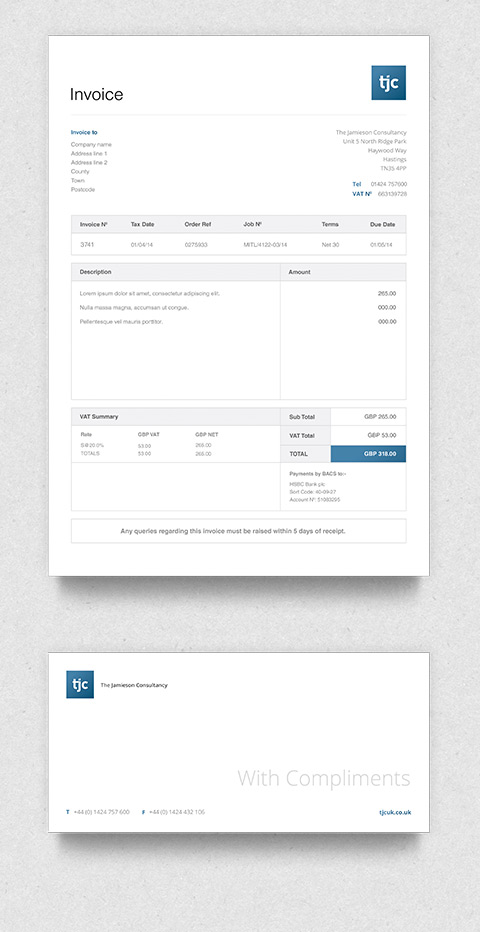 tjc
Invoice
Invoice to
Company name
Address line 1
Address line 2
County
Town
Postcode
The Jamieson Consultancy
Unit 5 North Ridge Park
Haywood Way
Hastings
TN35 4PP
Tel 01424 757600
VAT Nº 663139728
Invoice Nº Tax Date Order Ref Job Nº Terms Due Date
3741 01/04/14 0275933 MITL/4122-03/14 Net 30 01/05/14
Description Amount
Lorem ipsum dolor sit amet, consectetur adipiscing elit. 265.00
Nulla massa magna, accumsan ut congue. 000.00
Pellentesque vel mauris porttitor. 000.00
VAT Summary Sub Total GBP 265.00
Rate GBP VAT GBP NET VAT Total GBP 53.00
S@20.0% 53.00 265.00
TOTALS 53.00 265.00
TOTAL GBP 318.00
Payments by BACS to:-
HSBC Bank plc
Sort Code: 40-09-27
Account Nº 51083295
Any queries regarding this invoice must be raised within 5 days of receipt.
tjc The Jamieson Consultancy
With Compliments
T +44 (0) 1424 757 600 F +44 (0) 1424 432 106 tjcuk.co.uk